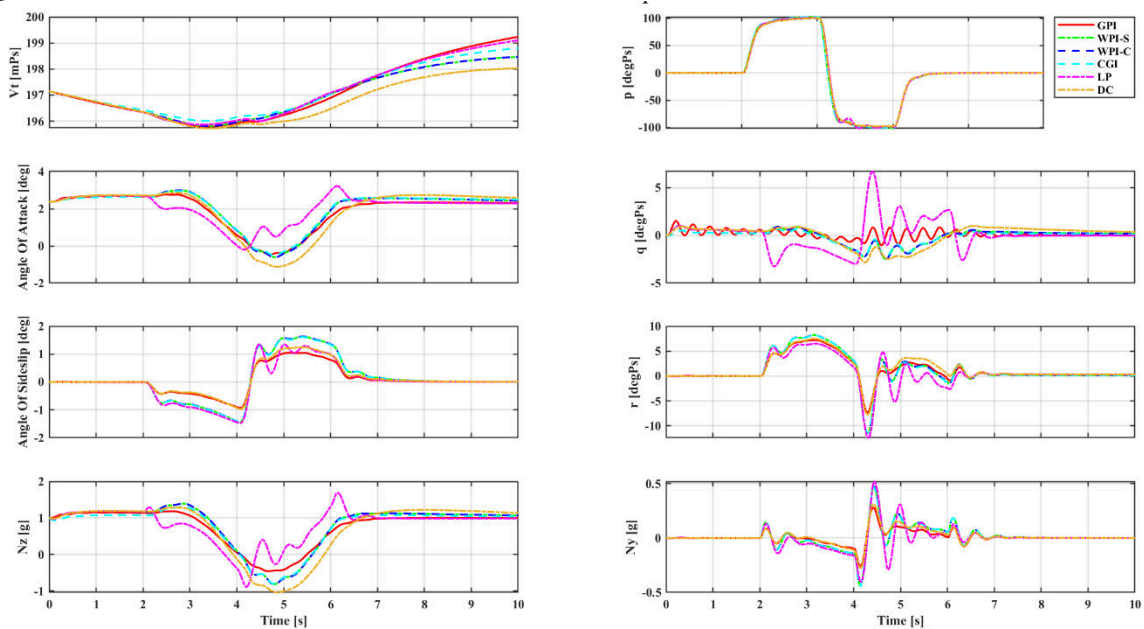 200
199
198
197
196
Vt [mPs]
100
50
0
-50
-100
p [degPs]
GPI
WPI-S
WPI-C
CGI
LP
DC
4
2
0
-2
Angle Of Attack [deg]
5
0
-5
q [degPs]
2
1
0
-1
-2
Angle Of Sideslip [deg]
10
5
0
-5
-10
r [degPs]
2
1
0
-1
Nz [g]
0 1 2 3 4 5 6 7 8 9 10
Time [s]
0.5
0
-0.5
Ny [g]
0 1 2 3 4 5 6 7 8 9 10
Time [s]